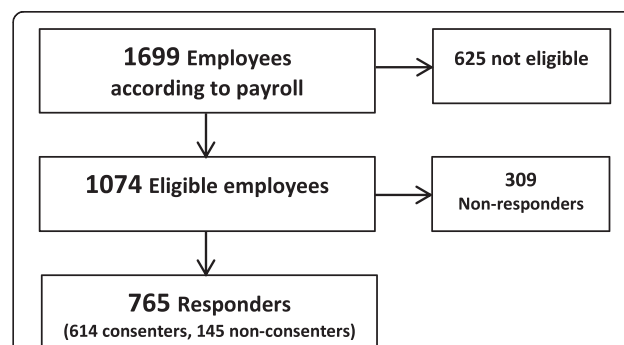 1699 Employees
according to payroll
625 not eligible
1074 Eligible employees
309
Non-responders
765 Responders
(614 consenters, 145 non-consenters)